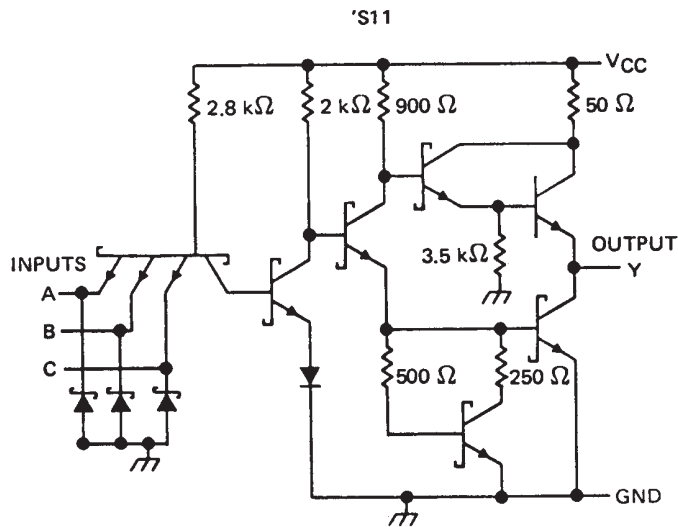 'S11
VCC
2.8 kΩ
2 kΩ
900 Ω
50 Ω
INPUTS
3.5 kΩ
OUTPUT
A
Y
B
C
500 Ω
250 Ω
GND